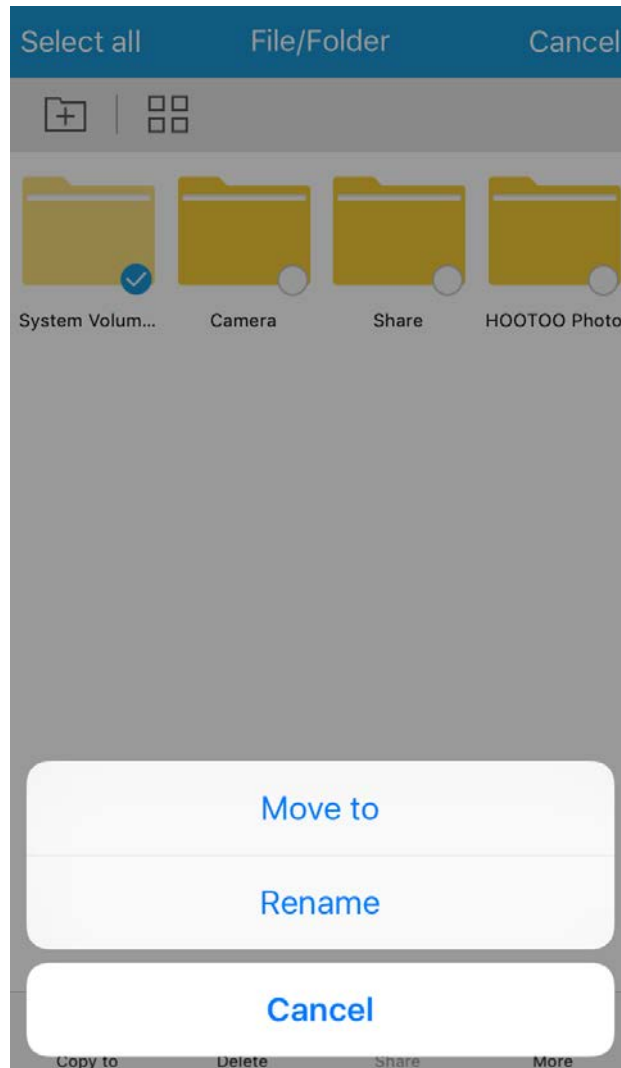 Select all File/Folder Cancel
System Volum... Camera Share HOOTOO Photo
Move to
Rename
Cancel
Copy to Delete Share More